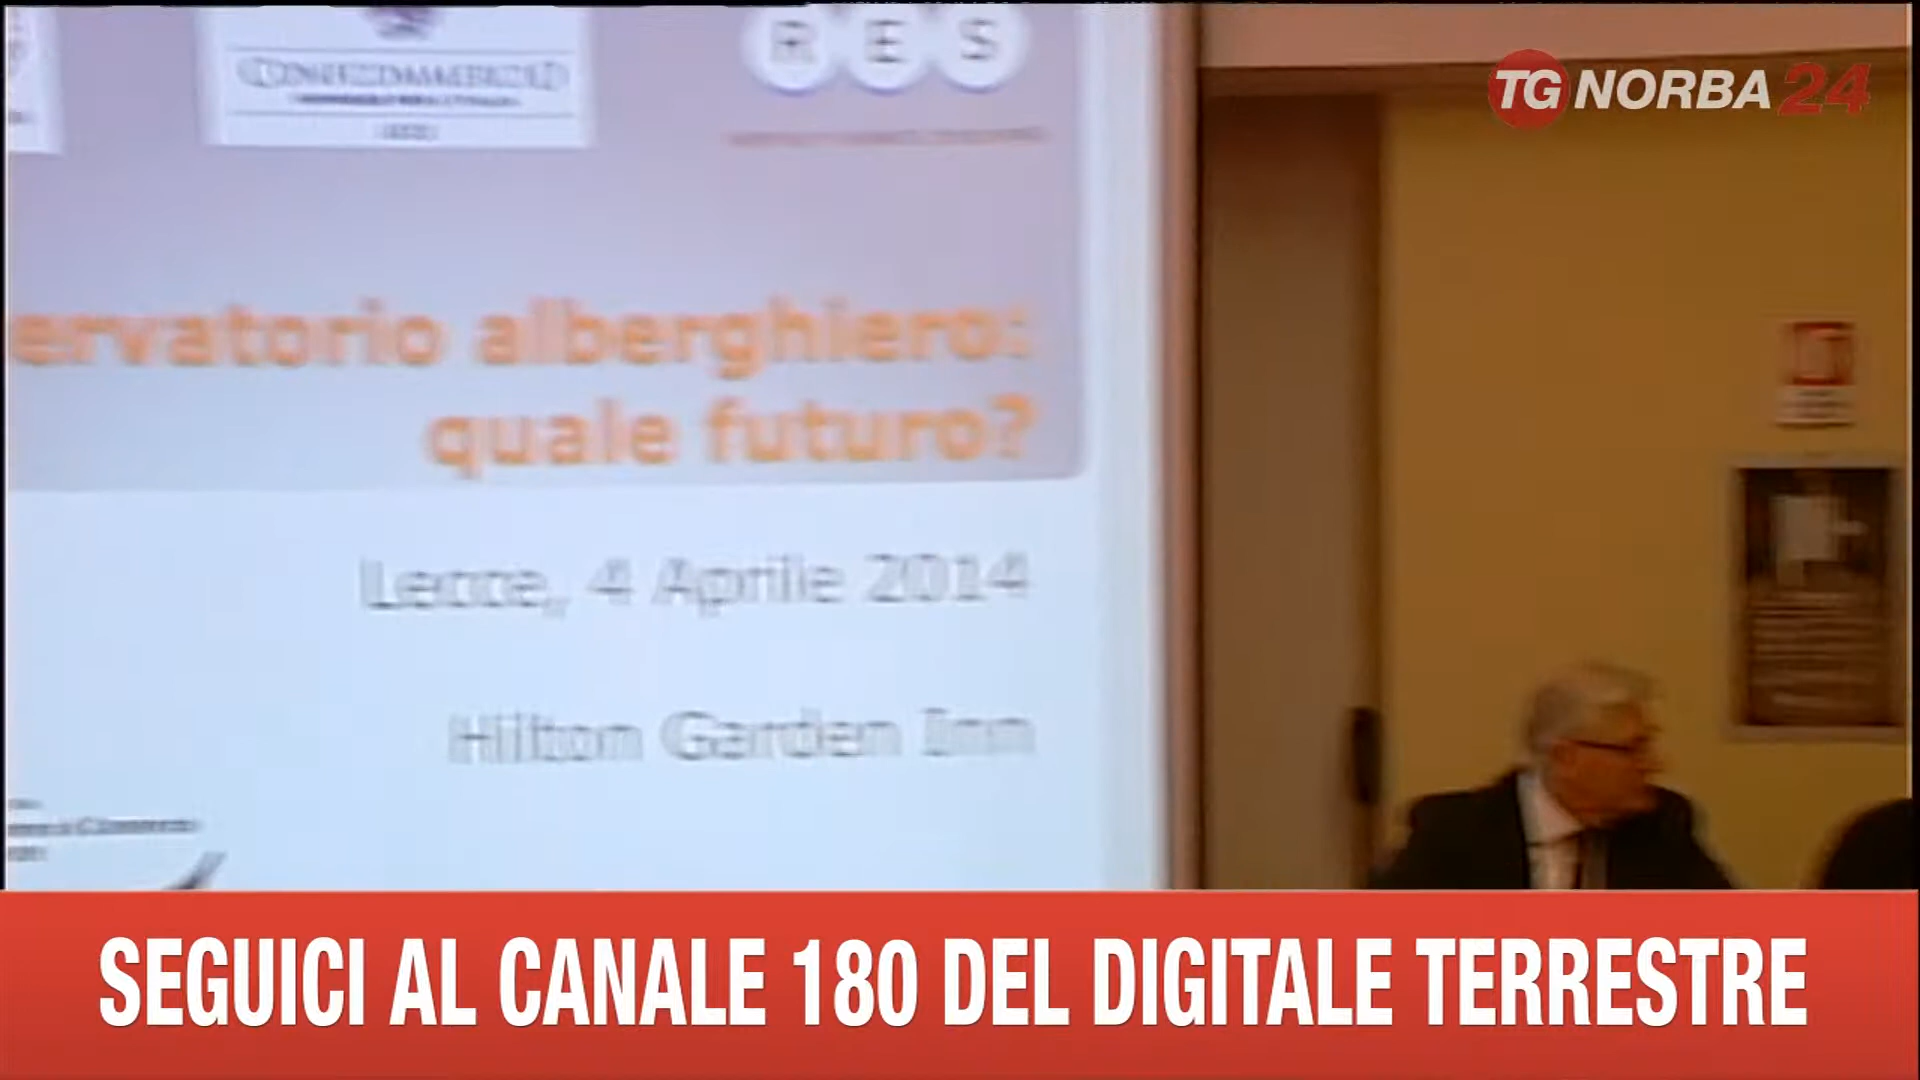 RES
TG NORBA 24
ervatorio alberghiero:
quale futuro?
Lecce, 4 Aprile 2014
Hilton Garden Inn
SEGUICI AL CANALE 180 DEL DIGITALE TERRESTRE